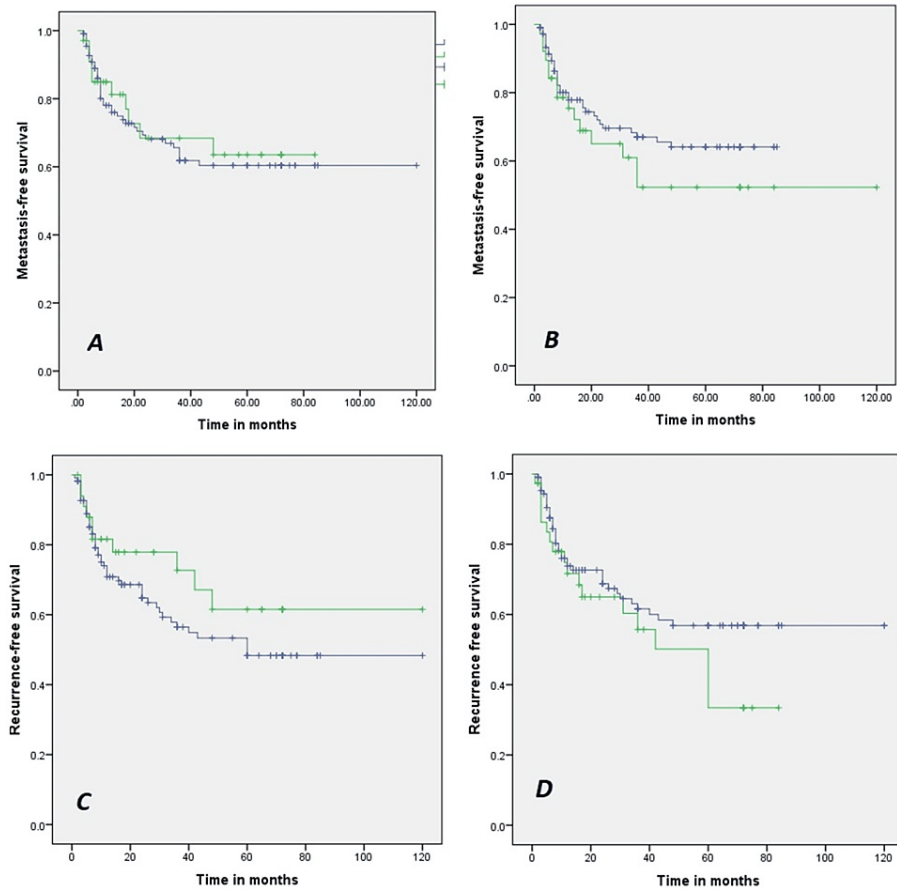 Metastasis-free survival
1.0
0.8
0.6
0.4
0.2
0.0
A
.00 20.00 40.00 60.00 80.00 100.00 120.00
Time in months
Metastasis-free survival
1.0
0.8
0.6
0.4
0.2
0.0
B
.00 20.00 40.00 60.00 80.00 100.00 120.00
Time in months
Recurrence-free survival
1.0
0.8
0.6
0.4
0.2
0.0
C
0 20 40 60 80 100 120
Time in months
Recurrence free survival
1.0
0.8
0.6
0.4
0.2
0.0
D
0 20 40 60 80 100 120
Time in months